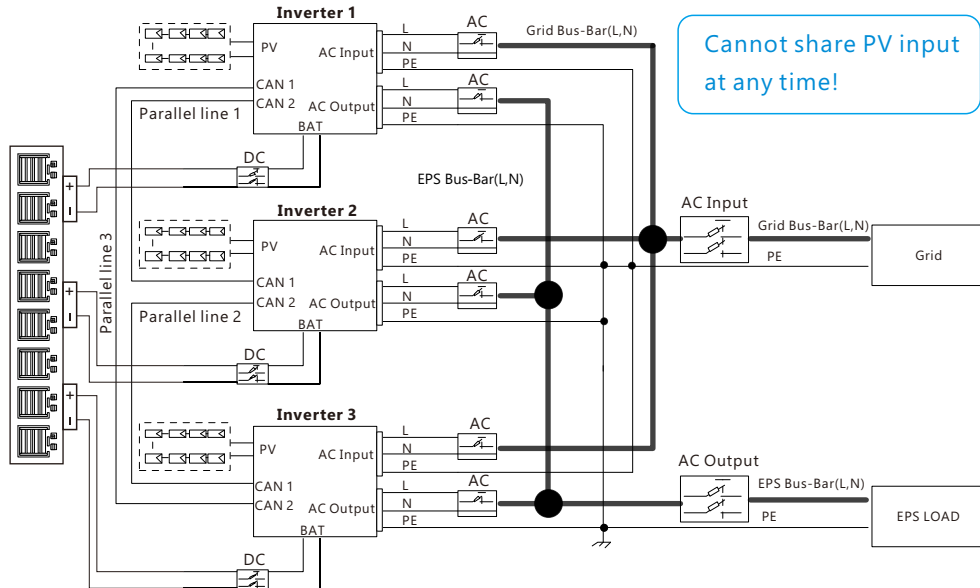 Inverter 1
PV
AC Input
CAN 1
CAN 2
AC Output
BAT
L
N
PE
L
N
PE
AC
AC
Grid Bus-Bar(L,N)
Cannot share PV input
at any time!
Parallel line 1
DC
EPS Bus-Bar(L,N)
+
-
Parallel line 3
Inverter 2
PV
AC Input
CAN 1
CAN 2
AC Output
BAT
L
N
PE
L
N
PE
AC
AC
AC Input
Grid Bus-Bar(L,N)
PE
Grid
Parallel line 2
DC
+
-
Inverter 3
PV
AC Input
CAN 1
CAN 2
AC Output
BAT
L
N
PE
L
N
PE
AC
AC
AC Output
EPS Bus-Bar(L,N)
PE
EPS LOAD
+
-
DC